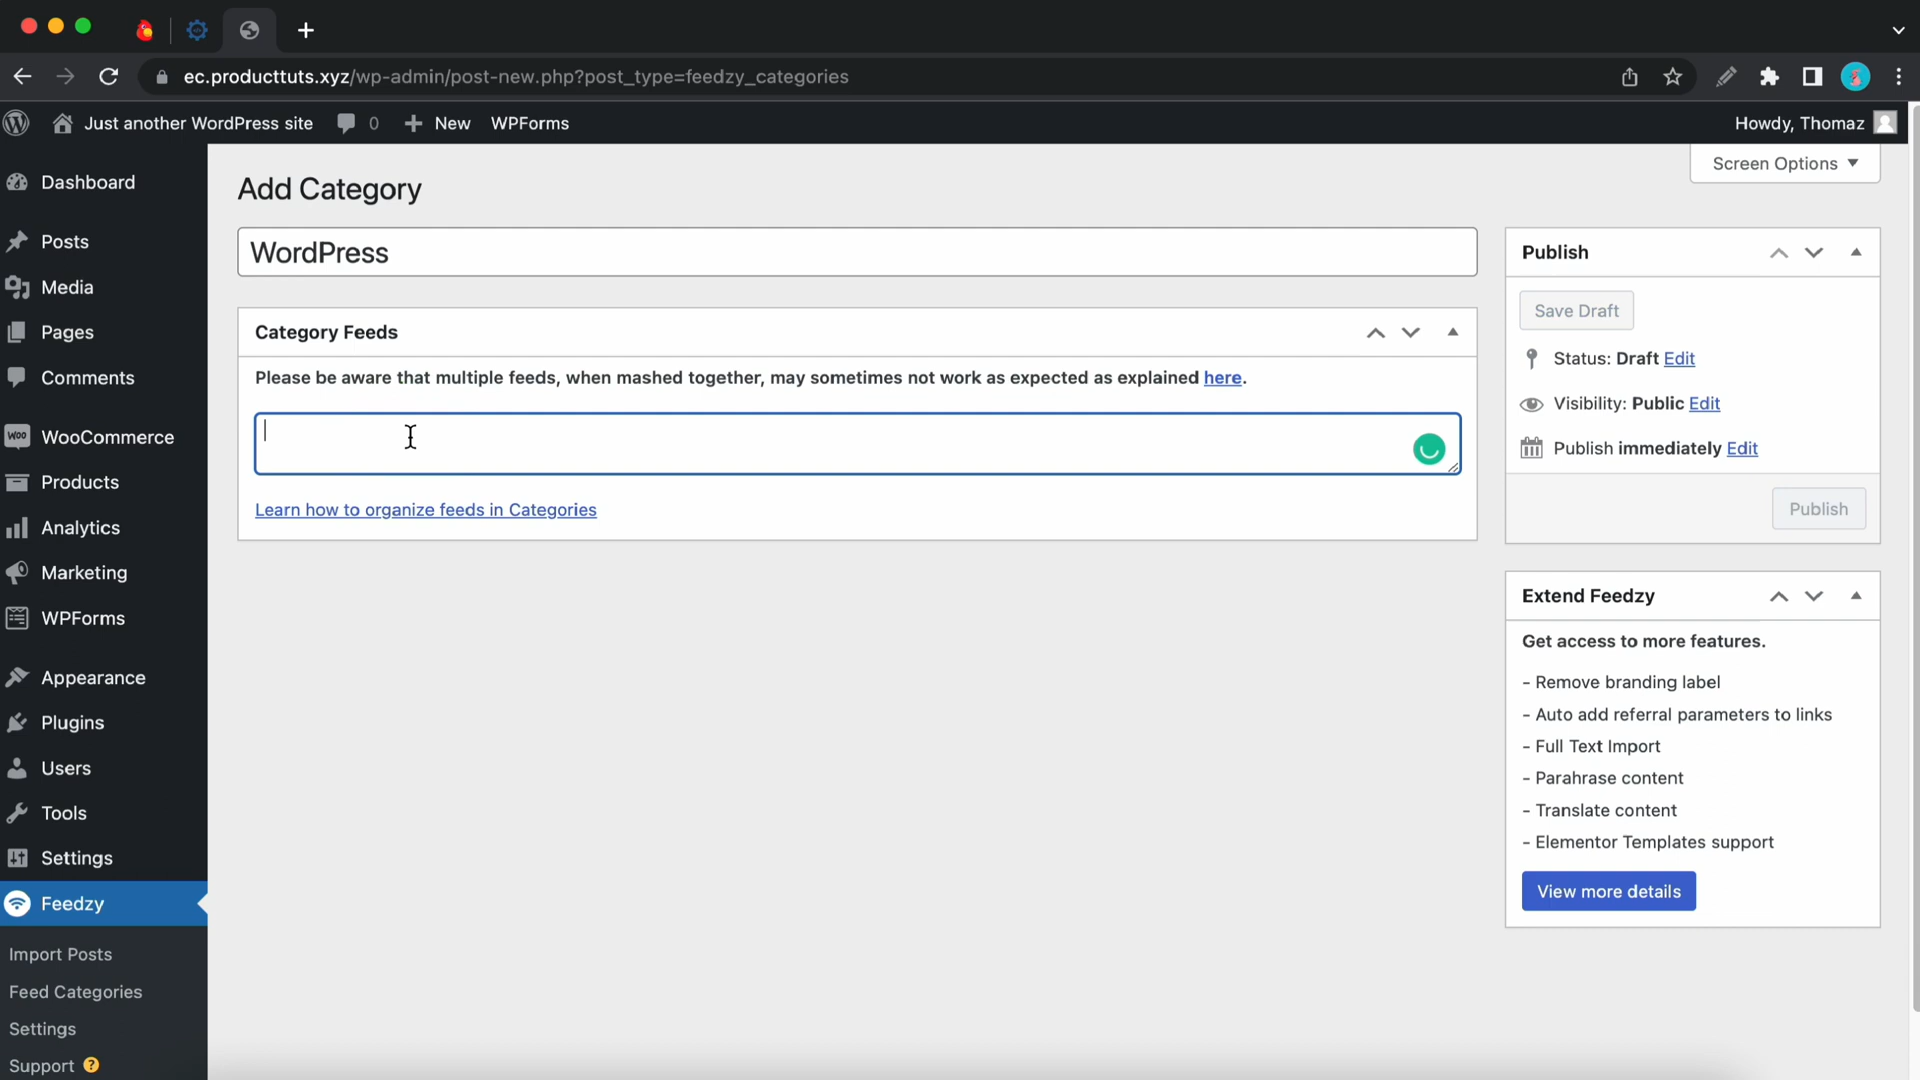 ec.producttuts.xyz/wp-admin/post-new.php?post_type=feedzy_categories
Just another WordPress site 0 New WPForms Howdy, Thomaz
Screen Options
Dashboard
Posts
Media
Pages
Comments
WOO WooCommerce
Products
Analytics
Marketing
WPForms
Appearance
Plugins
Users
Tools
Settings
Feedzy
Import Posts
Feed Categories
Settings
Support ?
Add Category
WordPress
Category Feeds
Please be aware that multiple feeds, when mashed together, may sometimes not work as expected as explained here.
Learn how to organize feeds in Categories
Publish
Save Draft
Status: Draft Edit
Visibility: Public Edit
Publish immediately Edit
Publish
Extend Feedzy
Get access to more features.
- Remove branding label
- Auto add referral parameters to links
- Full Text Import
- Parahrase content
- Translate content
- Elementor Templates support
View more details